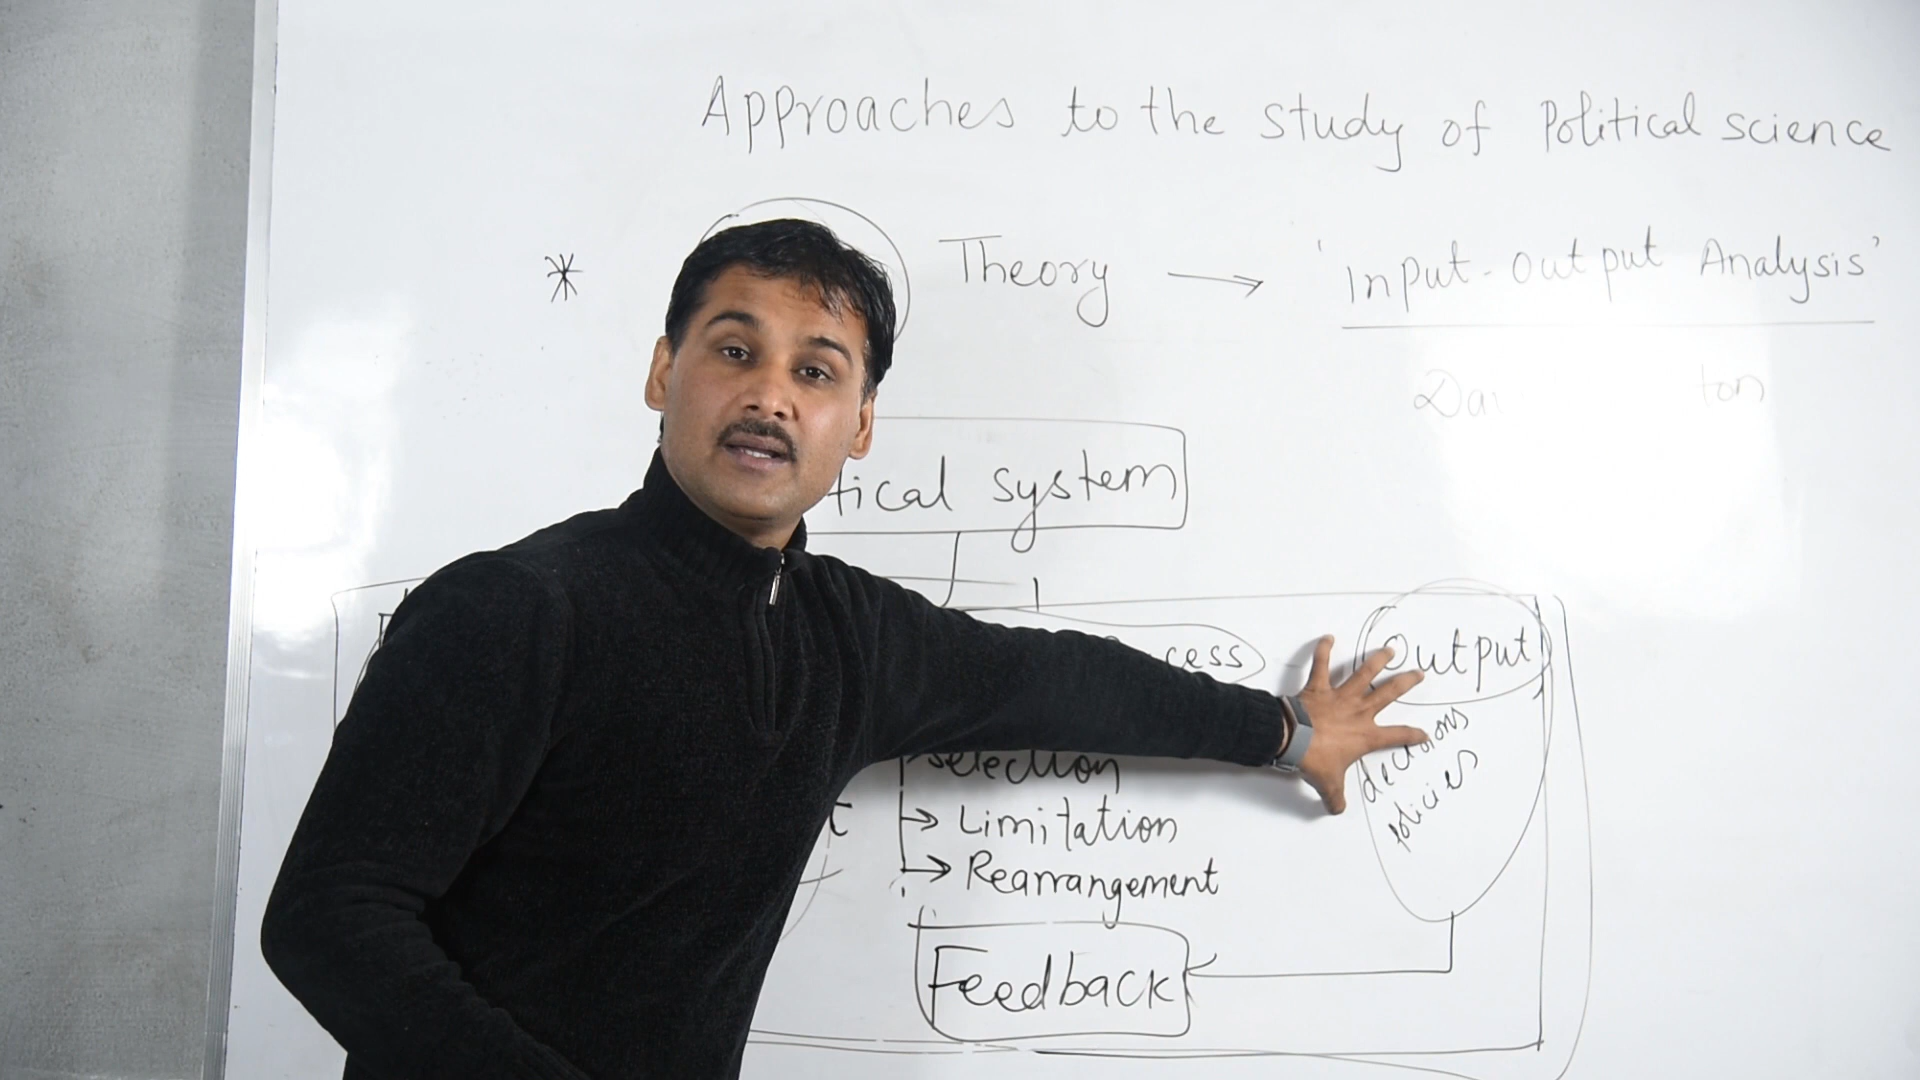 Approaches to the study of Political science
* Theory → 'Input-Output Analysis'
tical system
cess
Output
decisions
policies
selection
→ Limitation
→ Rearrangement
Feedback